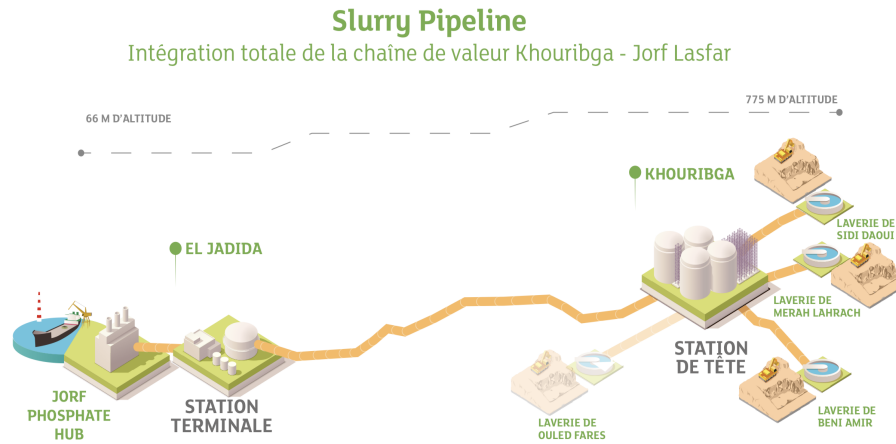 Slurry Pipeline
Intégration totale de la chaîne de valeur Khouribga - Jorf Lasfar
775 M D'ALTITUDE
66 M D'ALTITUDE
KHOURIBGA
LAVERIE DE
SIDI DAOUI
EL JADIDA
LAVERIE DE
MERAH LAHRACH
STATION
DE TÊTE
JORF
PHOSPHATE
HUB
STATION
TERMINALE
LAVERIE DE
OULED FARES
LAVERIE DE
BENI AMIR